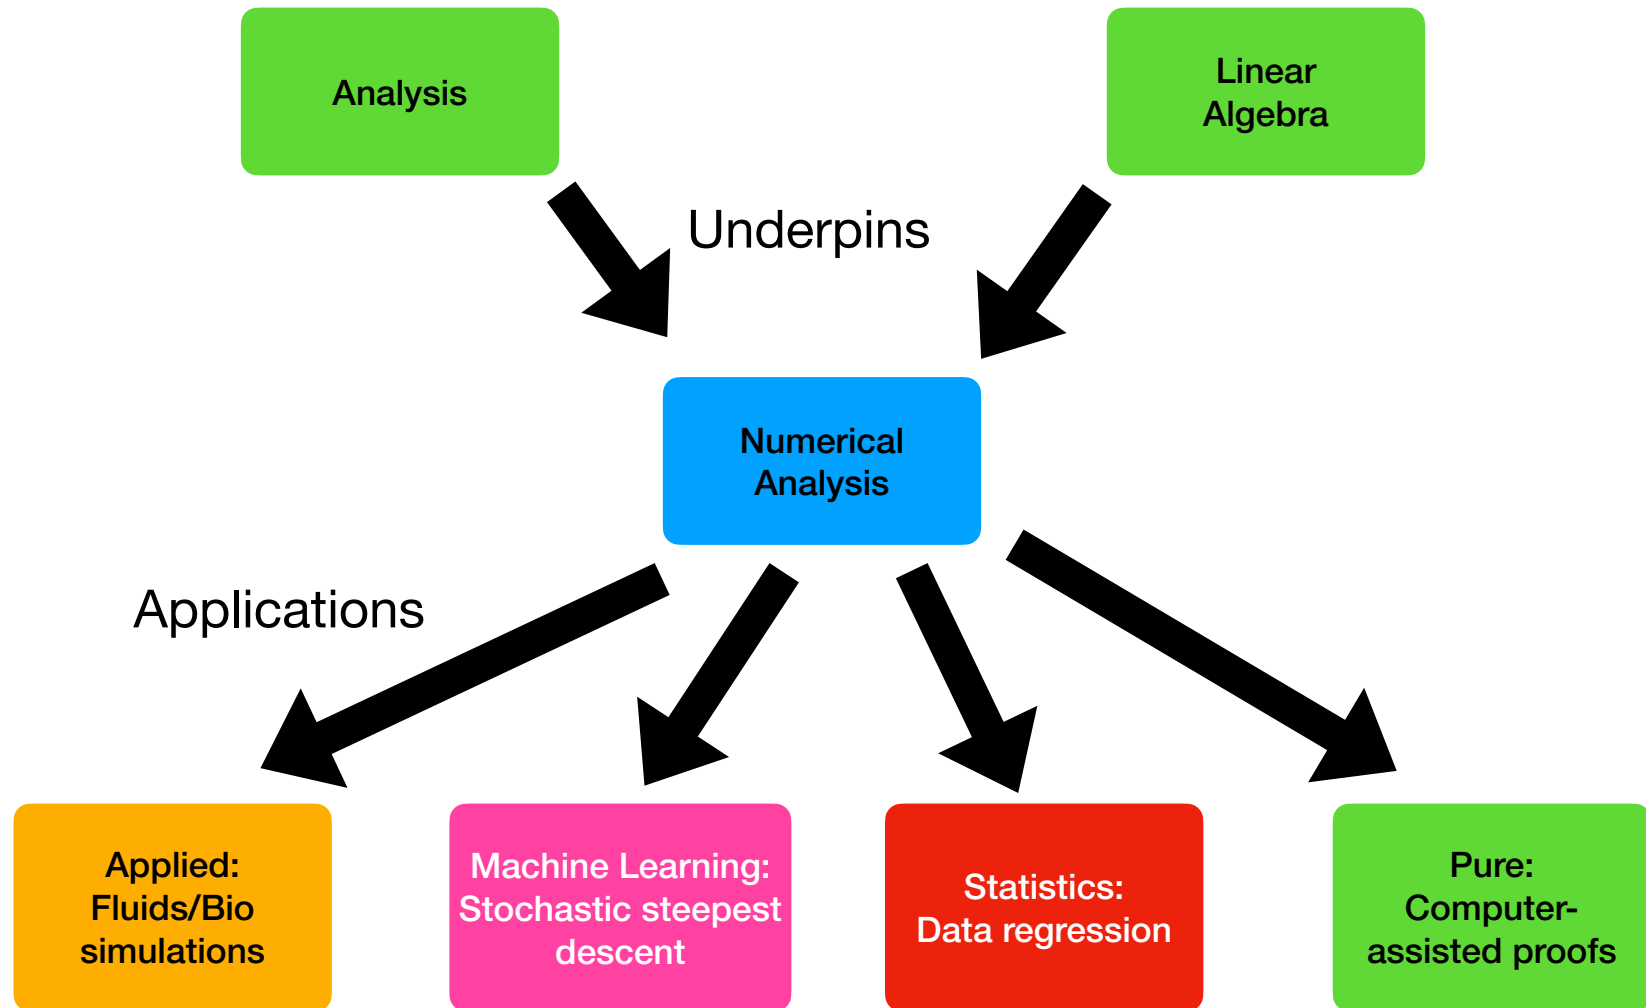 Analysis
Linear
Algebra
Underpins
Numerical
Analysis
Applications
Applied:
Fluids/Bio
simulations
Machine Learning:
Stochastic steepest
descent
Statistics:
Data regression
Pure:
Computer-
assisted proofs